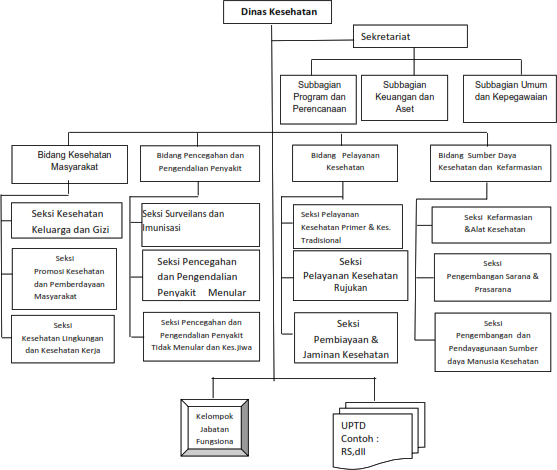 Dinas Kesehatan
Sekretariat
Subbagian
Program dan
Perencanaan
Subbagian
Keuangan dan
Aset
Subbagian Umum
dan Kepegawaian
Bidang Kesehatan
Masyarakat
Bidang Pencegahan dan
Pengendalian Penyakit
Bidang Pelayanan
Kesehatan
Bidang Sumber Daya
Kesehatan dan Kefarmasian
Seksi Kesehatan
Keluarga dan Gizi
Seksi
Promosi Kesehatan
dan Pemberdayaan
Masyarakat
Seksi
Kesehatan Lingkungan
dan Kesehatan Kerja
Seksi Surveilans dan
Imunisasi
Seksi Pencegahan
dan Pengendalian
Penyakit Menular
Seksi Pencegahan dan
Pengendalian Penyakit
Tidak Menular dan Kes.Jiwa
Seksi Pelayanan
Kesehatan Primer & Kes.
Tradisional
Seksi
Pelayanan Kesehatan
Rujukan
Seksi
Pembiayaan &
Jaminan Kesehatan
Seksi Kefarmasian
&Alat Kesehatan
Seksi
Pengembangan Sarana &
Prasarana
Seksi
Pengembangan dan
Pendayagunaan Sumber
daya Manusia Kesehatan
Kelompok
Jabatan
Fungsiona
UPTD
Contoh :
RS,dll